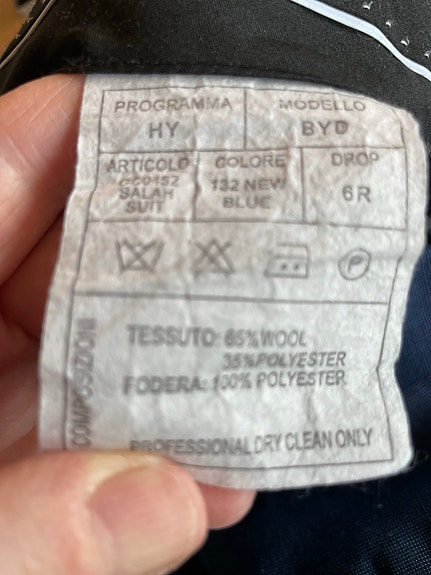 PROGRAMMA
HY
MODELLO
BYD
ARTICOLO
SALAH
SUIT
COLORE
132 NEW
BLUE
DROP
6R
COMPOSIZION
TESSUTO: 65%WOOL
35%POLYESTER
FODERA: 100% POLYESTER
PROFESSIONAL DRY CLEAN ONLY